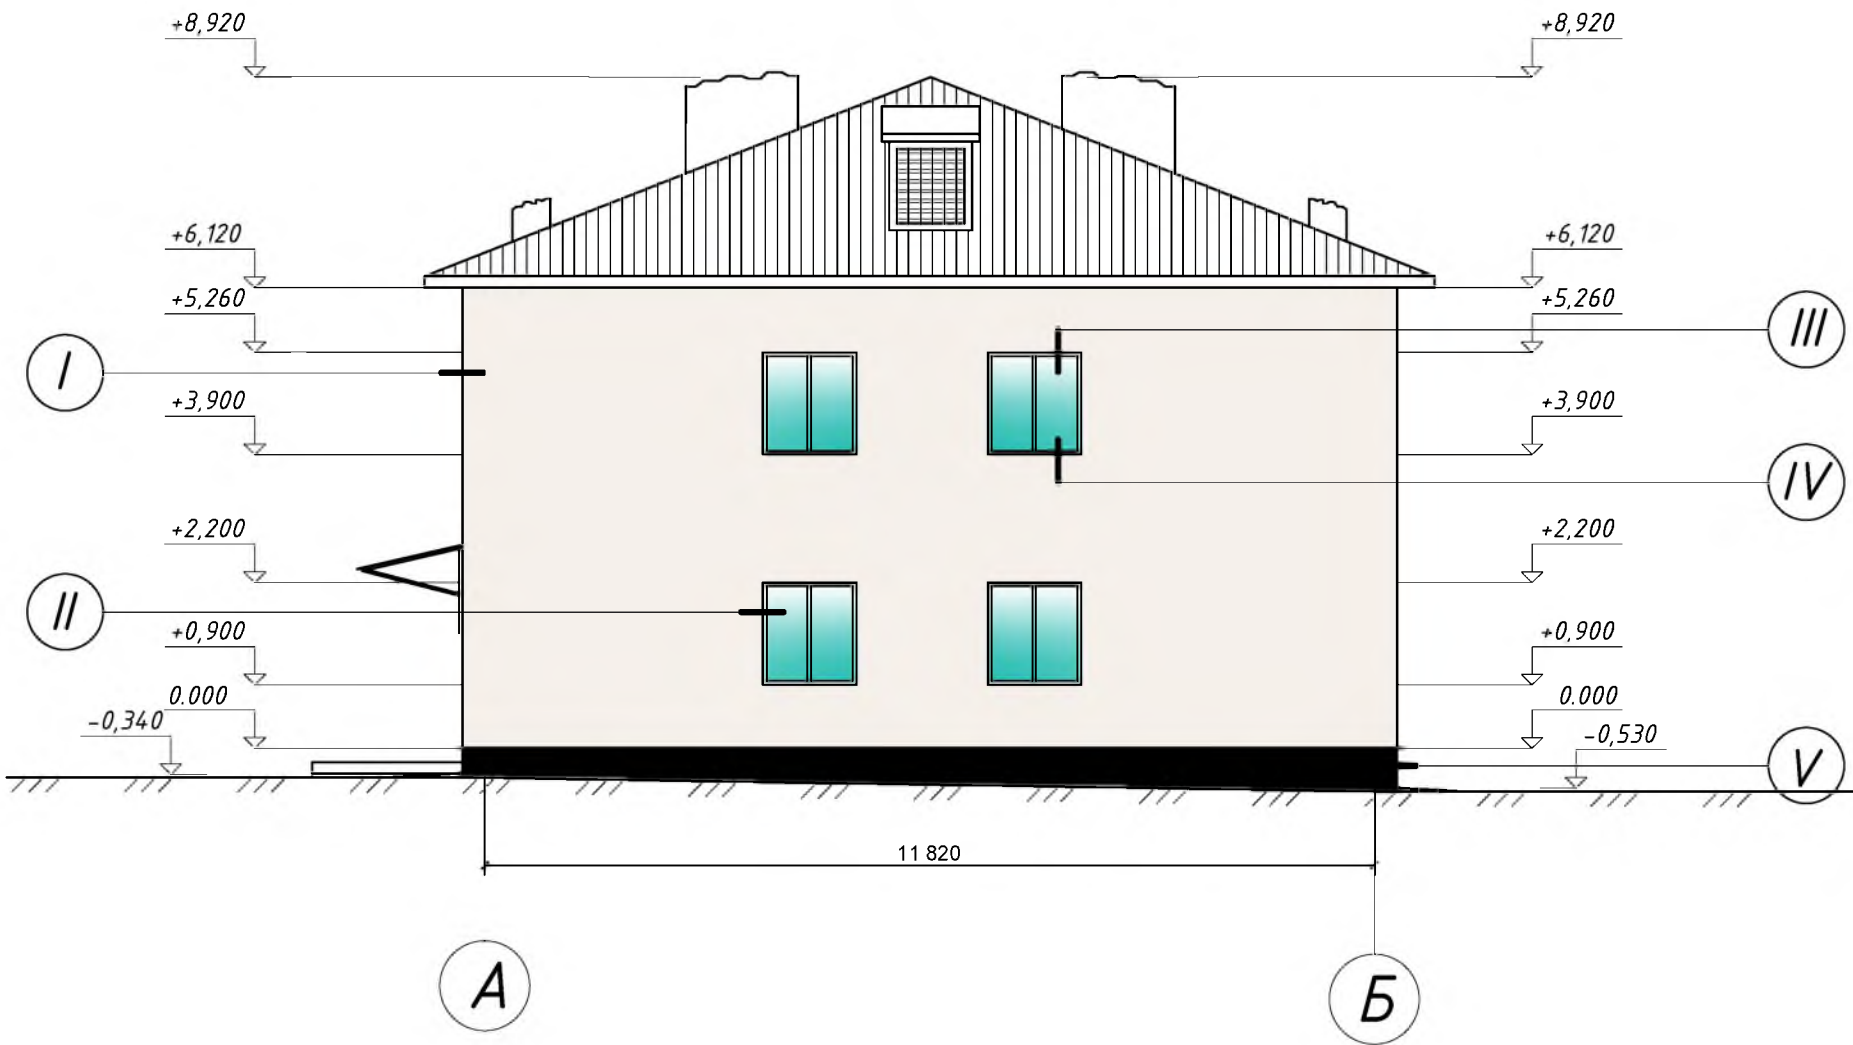 +8,920 +8,920
+6,120 +6,120
+5,260 +5,260
III
I
+3,900 +3,900
IV
+2,200 +2,200
II
+0,900 +0,900
0.000 0.000
-0,340 -0,530
V
11 820
А
Б